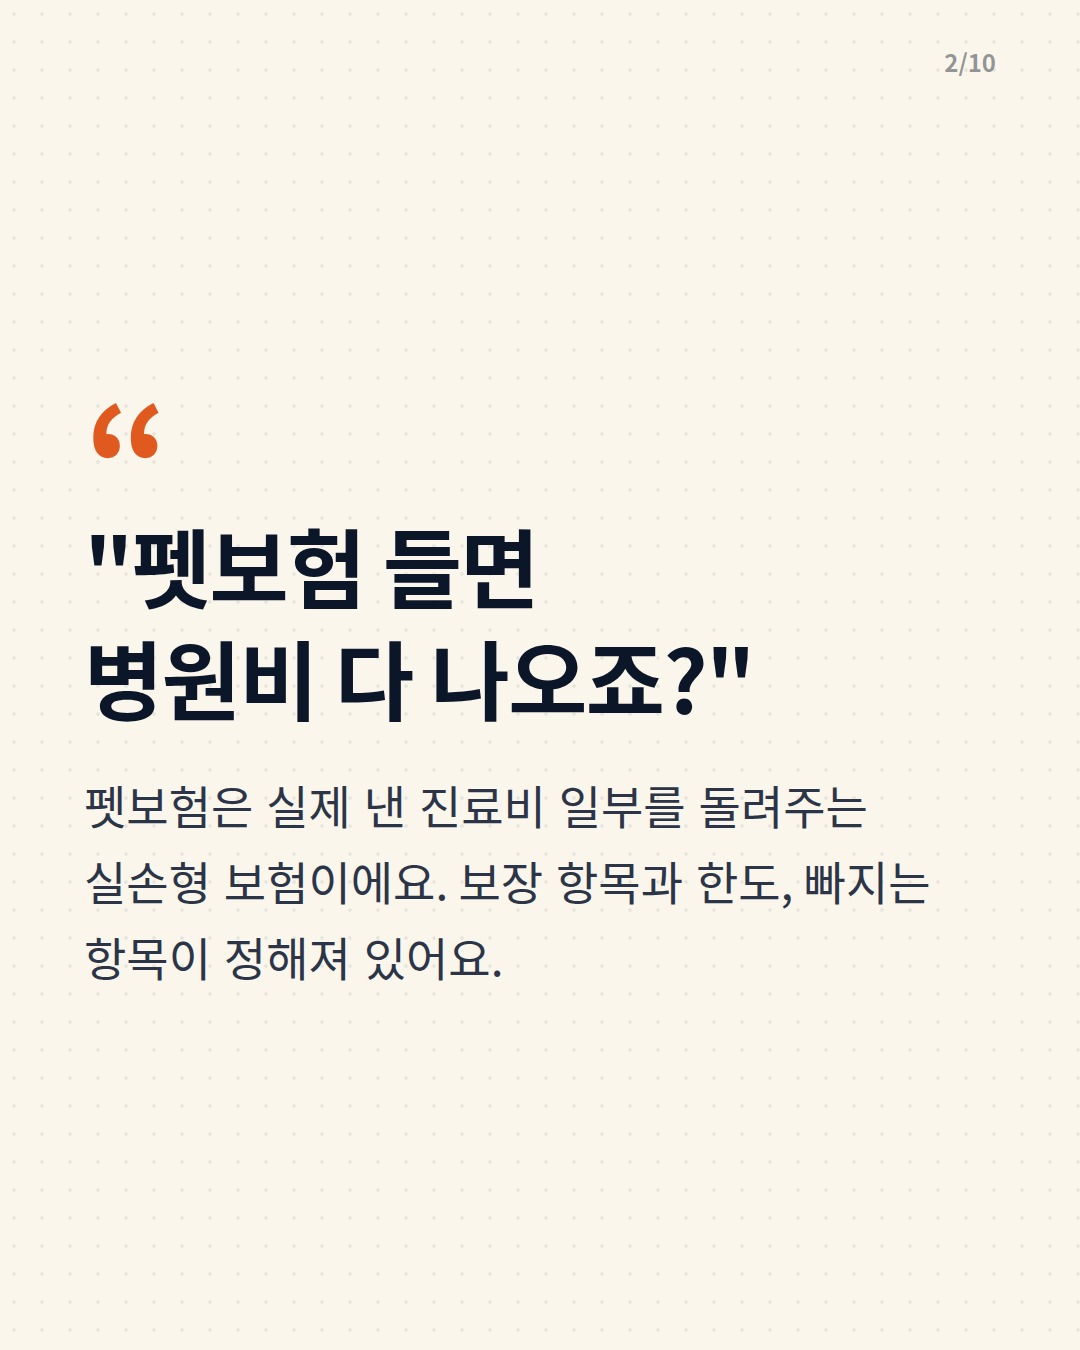 2/10
“
"펫보험 들면
병원비 다 나오죠?"
펫보험은 실제 낸 진료비 일부를 돌려주는
실손형 보험이에요. 보장 항목과 한도, 빠지는
항목이 정해져 있어요.